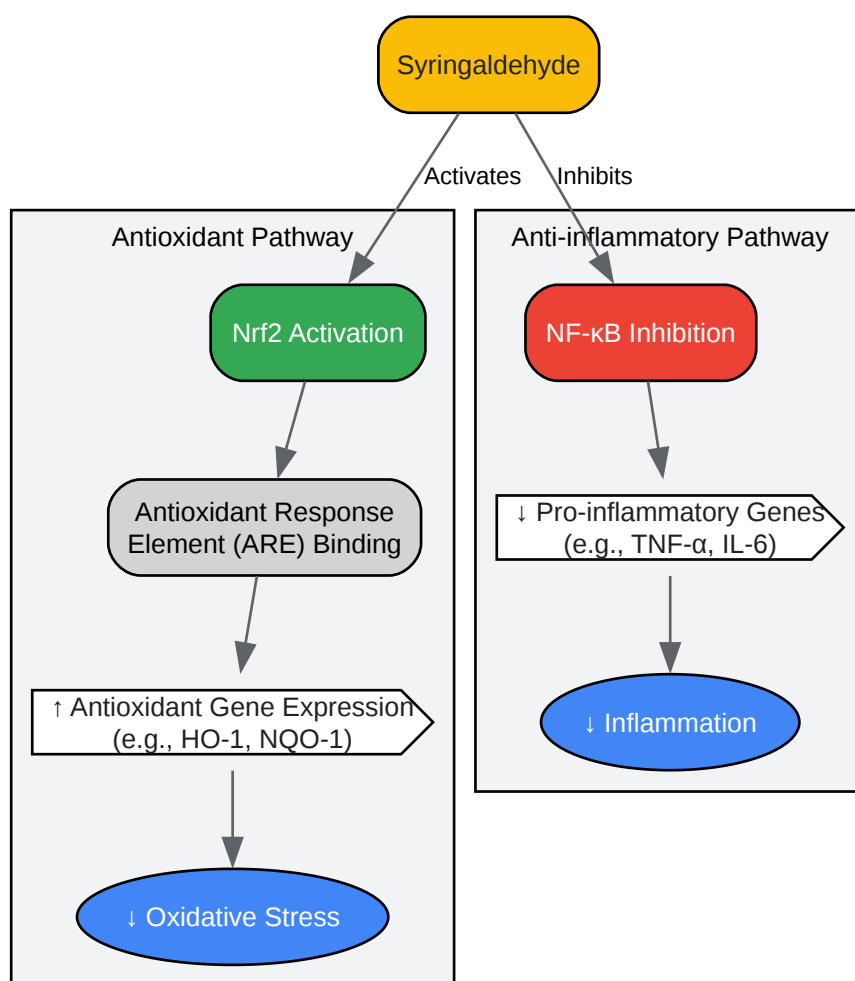 Syringaldehyde
Activates
Inhibits
Antioxidant Pathway
Nrf2 Activation
Antioxidant Response
Element (ARE) Binding
↑ Antioxidant Gene Expression
(e.g., HO-1, NQO-1)
↓ Oxidative Stress
Anti-inflammatory Pathway
NF-κB Inhibition
↓ Pro-inflammatory Genes
(e.g., TNF-α, IL-6)
↓ Inflammation